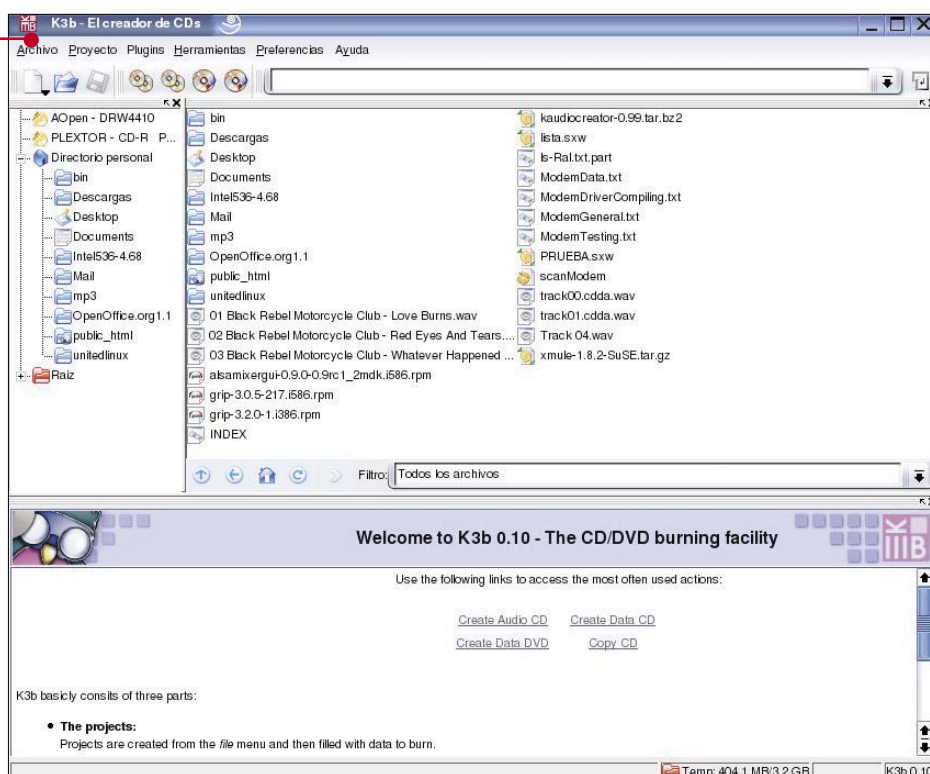 K3b - El creador de CDs
Archivo Proyecto Plugins Herramientas Preferencias Ayuda
AOpen - DRW4410
PLEXTOR - CD-R P...
Directorio personal
bin
Descargas
Desktop
Documents
Intel536-4.68
Mail
mp3
OpenOffice.org1.1
public_html
unitedlinux
Raiz
bin
Descargas
Desktop
Documents
Intel536-4.68
Mail
mp3
OpenOffice.org1.1
public_html
unitedlinux
01 Black Rebel Motorcycle Club - Love Burns.wav
02 Black Rebel Motorcycle Club - Red Eyes And Tears....
03 Black Rebel Motorcycle Club - Whatever Happened ...
alsamixergui-0.9.0-0.9rc1_2mdk.i586.rpm
grip-3.0.5-217.i586.rpm
grip-3.2.0-1.i386.rpm
INDEX
kaudiocreator-0.99.tar.bz2
lista.sxw
ls-Ral.txt.part
ModemData.txt
ModemDriverCompiling.txt
ModemGeneral.txt
ModemTesting.txt
PRUEBA.sxw
scanModem
track00.cdda.wav
track01.cdda.wav
Track 04.wav
xmule-1.8.2-SuSE.tar.gz
Filtro: Todos los archivos
Welcome to K3b 0.10 - The CD/DVD burning facility
Use the following links to access the most often used actions:
Create Audio CD Create Data CD
Create Data DVD Copy CD
K3b basicly consits of three parts:
• The projects:
Projects are created from the file menu and then filled with data to burn.
Temp: 404.1 MB/3.2 GB
K3b 0.10